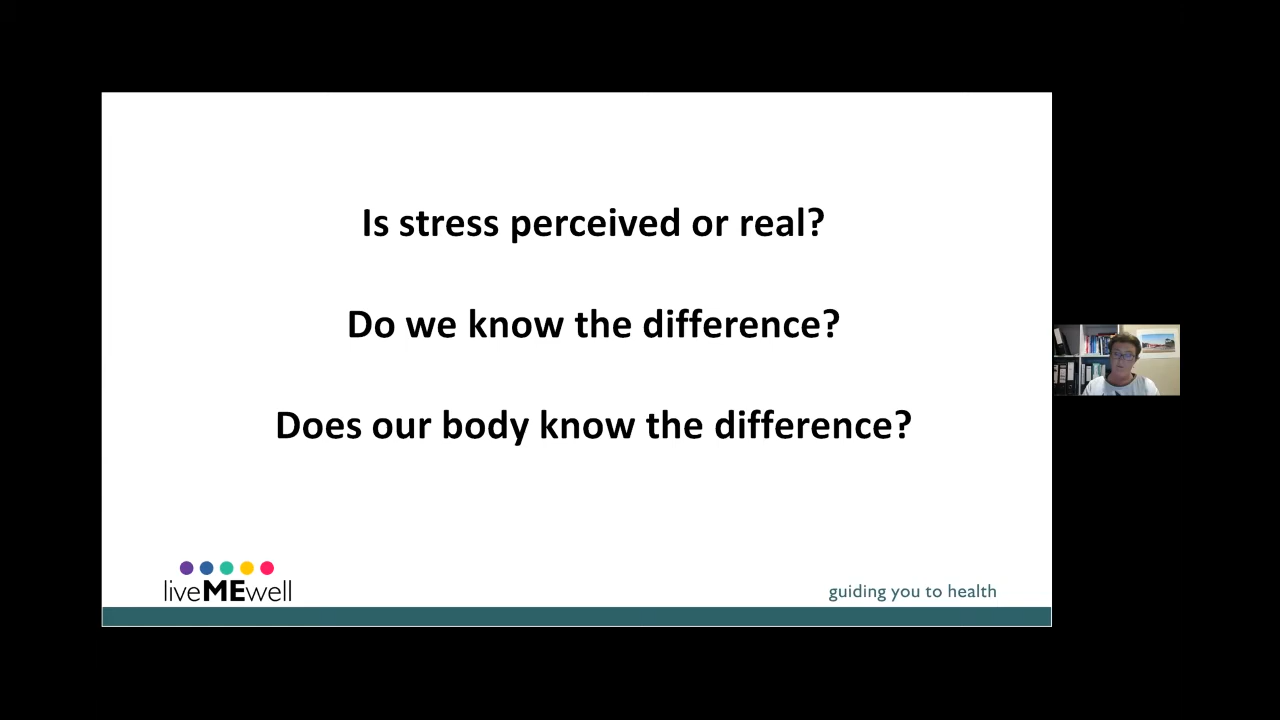 Is stress perceived or real?
Do we know the difference?
Does our body know the difference?
liveMEwell
guiding you to health